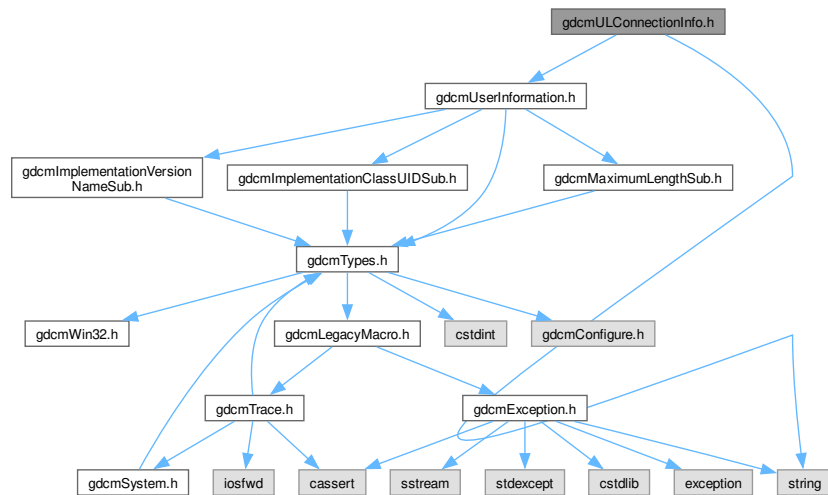 gdcmULConnectionInfo.h
gdcmUserInformation.h
gdcmImplementationVersion
NameSub.h
gdcmImplementationClassUIDSub.h
gdcmMaximumLengthSub.h
gdcmTypes.h
gdcmWin32.h
gdcmLegacyMacro.h
cstdint
gdcmConfigure.h
gdcmTrace.h
gdcmException.h
gdcmSystem.h
iosfwd
cassert
sstream
stdexcept
cstdlib
exception
string